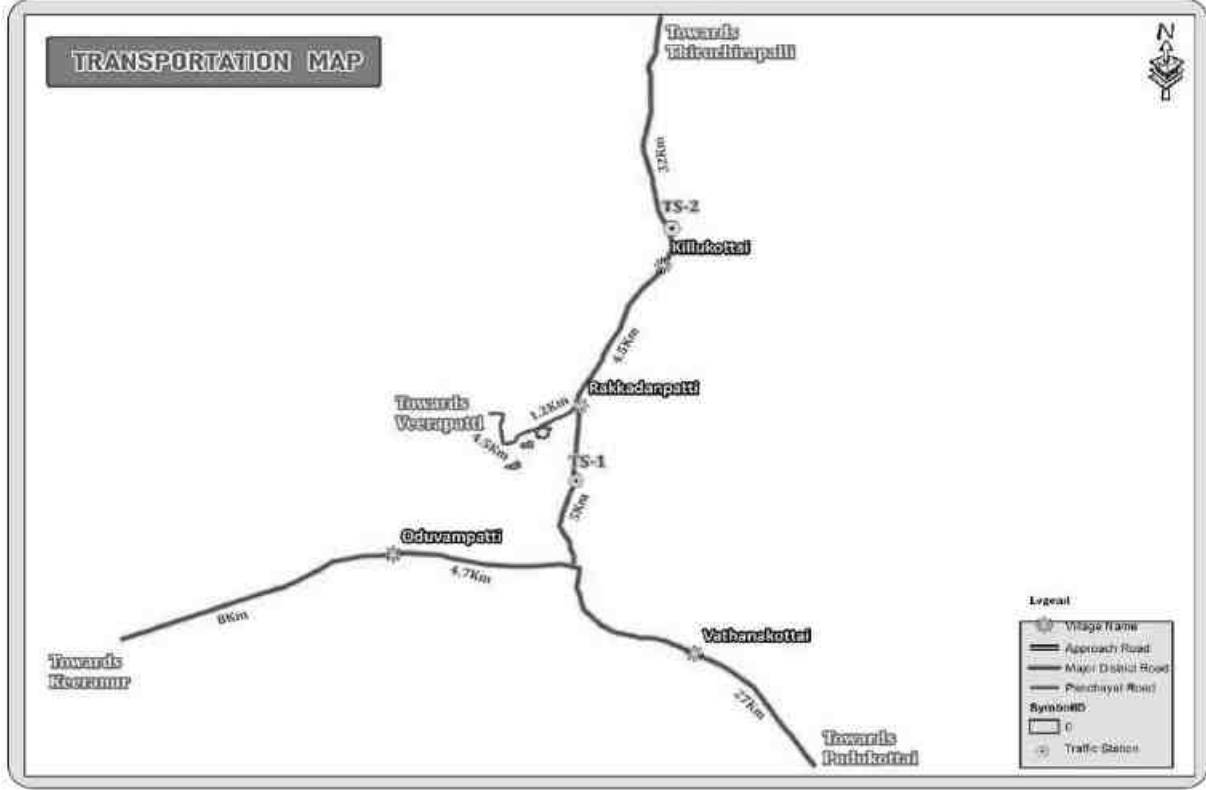 TRANSPORTATION MAP
Towards
Thiruchirapalli
N
32Km
TS-2
Killukottai
4.5Km
Rakkadanpatti
1.2Km
Towards
Veerapatti
4.5Km
TS-1
5Km
Oduvampatti
4.7Km
8Km
Towards
Keeranur
Vathanakottai
27Km
Towards
Pudukottai
Legend
Village Name
Approach Road
Major District Road
Panchayat Road
SymbolID
0
Traffic Station